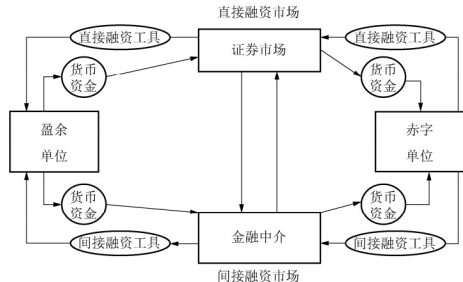 直接融资市场
直接融资工具
证券市场
直接融资工具
货币
资金
货币
资金
盈余
单位
赤字
单位
货币
资金
货币
资金
间接融资工具
金融中介
间接融资工具
间接融资市场